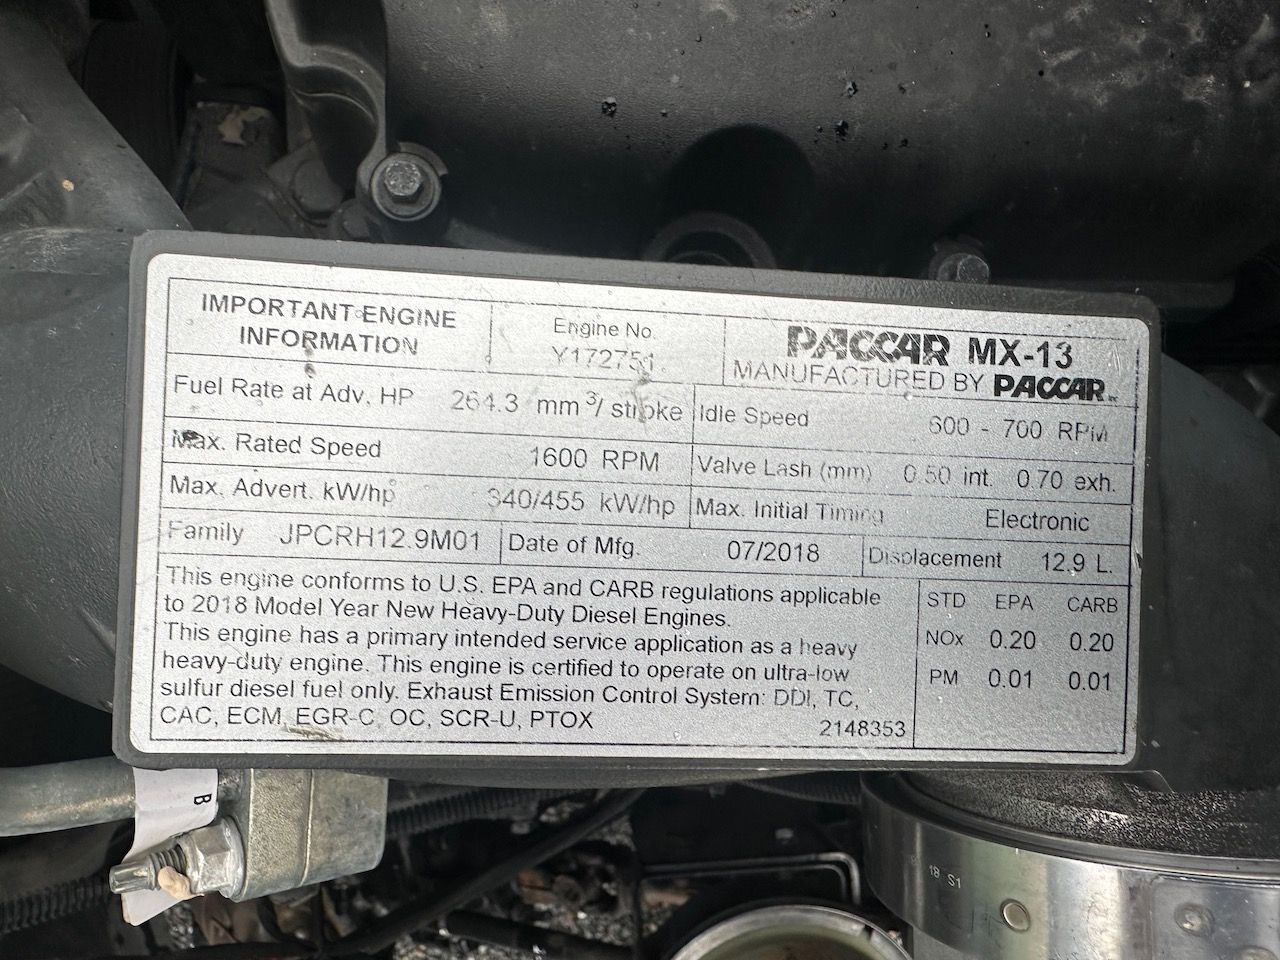 IMPORTANT ENGINE
INFORMATION
Engine No.
Y172751
PACCAR MX-13
MANUFACTURED BY PACCAR INC
Fuel Rate at Adv. HP 264.3 mm³/ stroke
Idle Speed 600 - 700 RPM
Max. Rated Speed 1600 RPM
Valve Lash (mm) 0.50 int. 0.70 exh.
Max. Advert. kW/hp 340/455 kW/hp
Max. Initial Timing Electronic
Family JPCRH12.9M01
Date of Mfg. 07/2018
Displacement 12.9 L.
This engine conforms to U.S. EPA and CARB regulations applicable
to 2018 Model Year New Heavy-Duty Diesel Engines.
This engine has a primary intended service application as a heavy
heavy-duty engine. This engine is certified to operate on ultra-low
sulfur diesel fuel only. Exhaust Emission Control System: DDI, TC,
CAC, ECM, EGR-C, OC, SCR-U, PTOX
2148353
STD EPA CARB
NOx 0.20 0.20
PM 0.01 0.01
B
18 S1